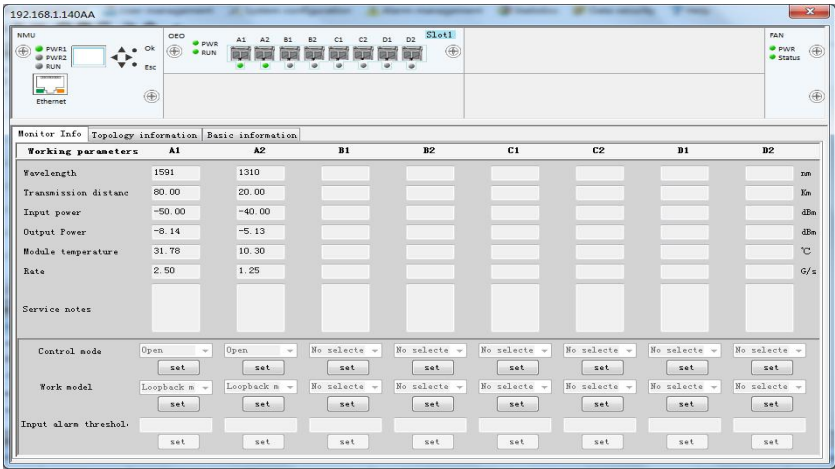 192.168.1.140AA
NMU
PWR1
PWR2
RUN
Ok
Esc
Ethernet
OEO
PWR
RUN
A1 A2 B1 B2 C1 C2 D1 D2
Slot1
FAN
PWR
Status
Monitor Info Topology information Basic information
Working parameters A1 A2 B1 B2 C1 C2 D1 D2
Wavelength 1591 1310 nm
Transmission distanc 80.00 20.00 Km
Input power -50.00 -40.00 dBm
Output Power -8.14 -5.13 dBm
Module temperature 31.78 10.30 ℃
Rate 2.50 1.25 G/s
Service notes
Control mode Open Open No selecte No selecte No selecte No selecte No selecte No selecte
set set set set set set set set
Work model Loopback m Loopback m No selecte No selecte No selecte No selecte No selecte No selecte
set set set set set set set set
Input alarm threshol
set set set set set set set set